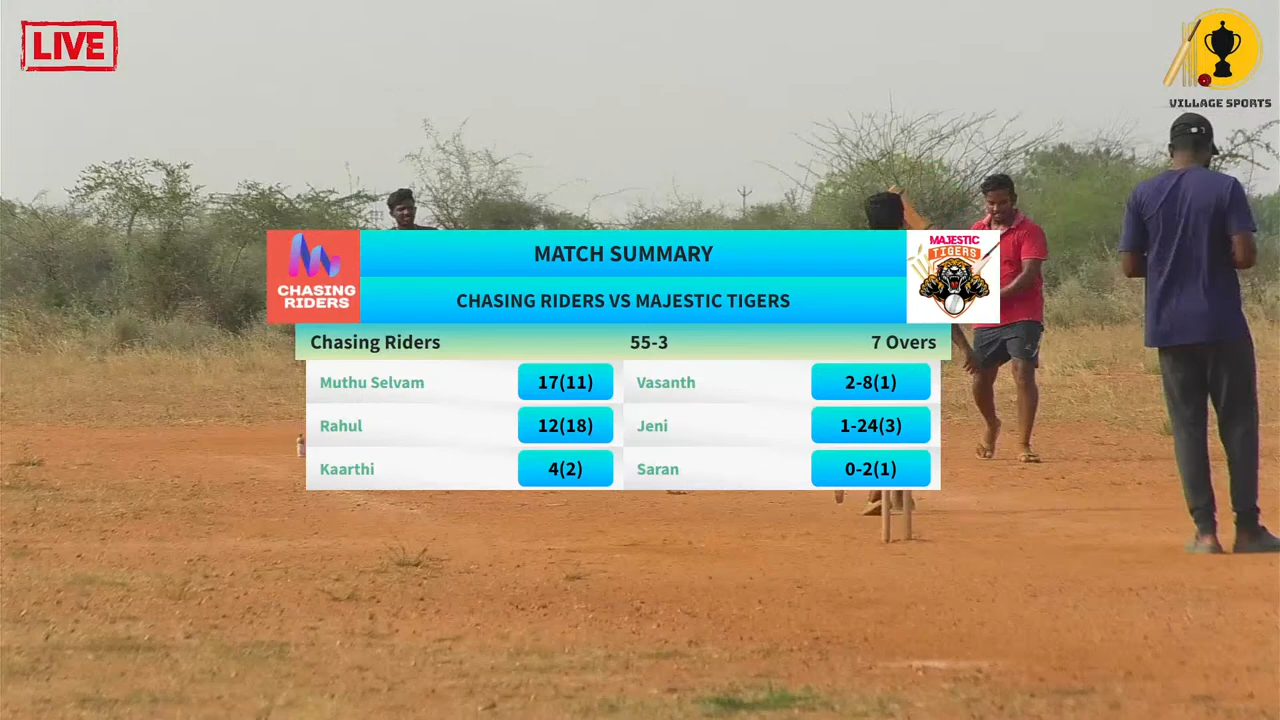 LIVE
VILLAGE SPORTS
CHASING
RIDERS
MATCH SUMMARY
MAJESTIC
TIGERS
CHASING RIDERS VS MAJESTIC TIGERS
Chasing Riders 55-3 7 Overs
Muthu Selvam 17(11) Vasanth 2-8(1)
Rahul 12(18) Jeni 1-24(3)
Kaarthi 4(2) Saran 0-2(1)